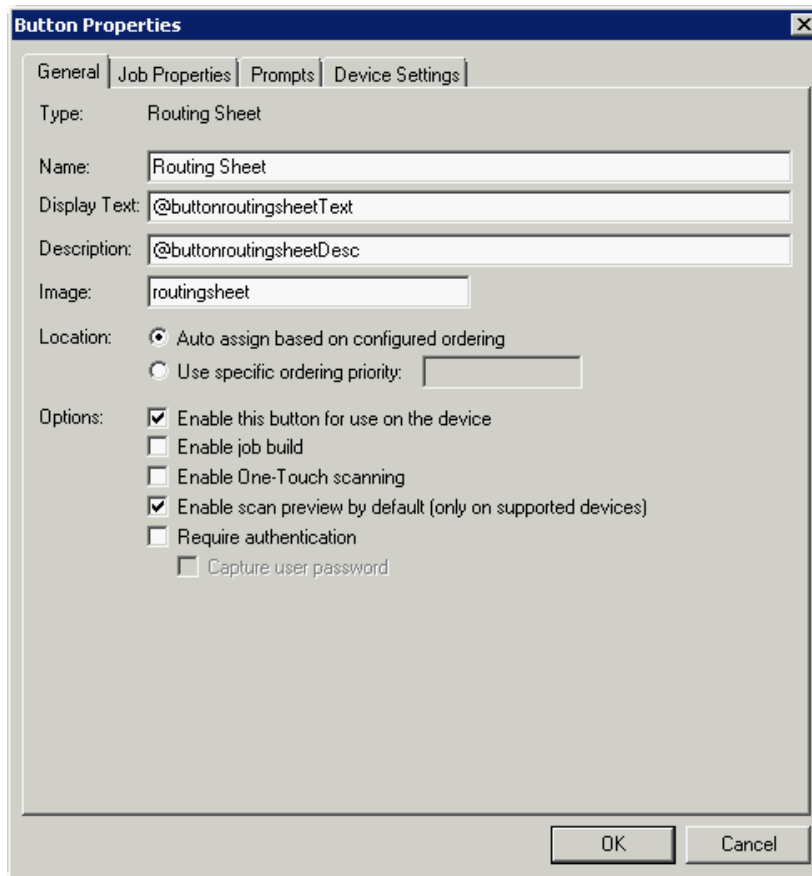 Button Properties
General Job Properties Prompts Device Settings
Type: Routing Sheet
Name: Routing Sheet
Display Text: @buttonroutingsheetText
Description: @buttonroutingsheetDesc
Image: routingsheet
Location: Auto assign based on configured ordering
Use specific ordering priority:
Options: Enable this button for use on the device
Enable job build
Enable One-Touch scanning
Enable scan preview by default (only on supported devices)
Require authentication
Capture user password
OK Cancel